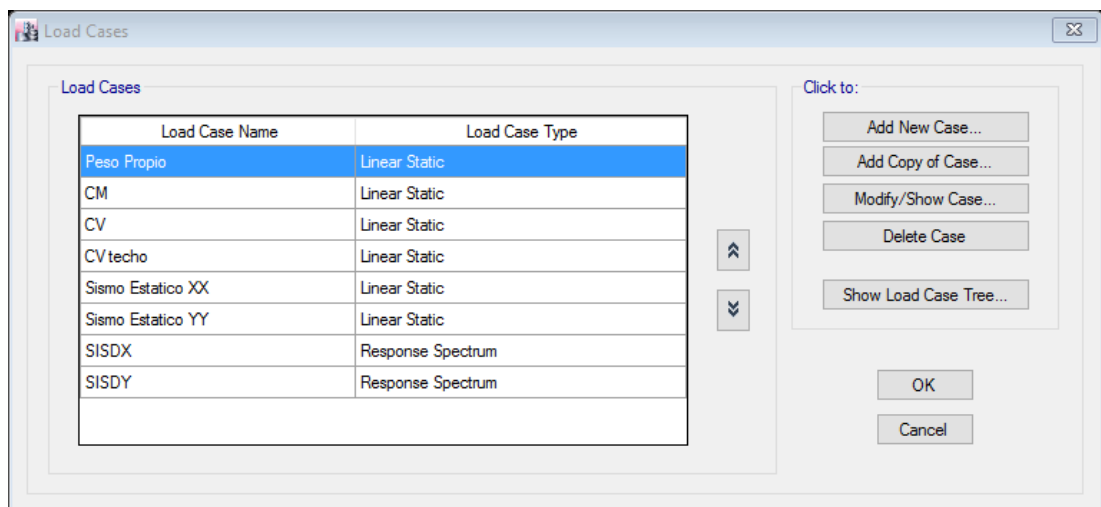 Load Cases
Load Cases
Click to:
Load Case Name Load Case Type
Peso Propio Linear Static
CM Linear Static
CV Linear Static
CV techo Linear Static
Sismo Estatico XX Linear Static
Sismo Estatico YY Linear Static
SISDX Response Spectrum
SISDY Response Spectrum
Add New Case...
Add Copy of Case...
Modify/Show Case...
Delete Case
Show Load Case Tree...
OK
Cancel